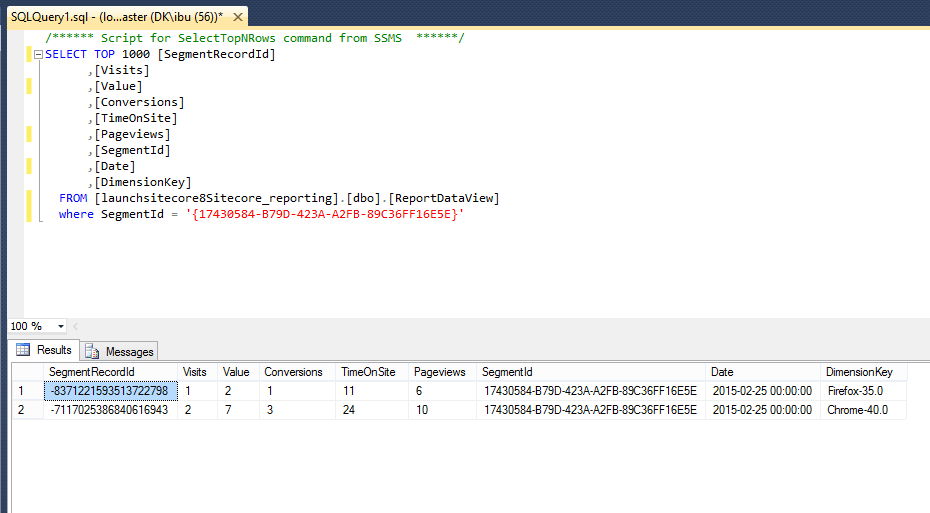 SQLQuery1.sql - (lo...aster (DK\ibu (56))* ×
/****** Script for SelectTopNRows command from SSMS  ******/
SELECT TOP 1000 [SegmentRecordId]
,[Visits]
,[Value]
,[Conversions]
,[TimeOnSite]
,[Pageviews]
,[SegmentId]
,[Date]
,[DimensionKey]
FROM [launchsitecore8Sitecore_reporting].[dbo].[ReportDataView]
where SegmentId = '{17430584-B79D-423A-A2FB-89C36FF16E5E}'
100 %
Results Messages
SegmentRecordId Visits Value Conversions TimeOnSite Pageviews SegmentId Date DimensionKey
1 -8371221593513722798 1 2 1 11 6 17430584-B79D-423A-A2FB-89C36FF16E5E 2015-02-25 00:00:00 Firefox-35.0
2 -7117025386840616943 2 7 3 24 10 17430584-B79D-423A-A2FB-89C36FF16E5E 2015-02-25 00:00:00 Chrome-40.0